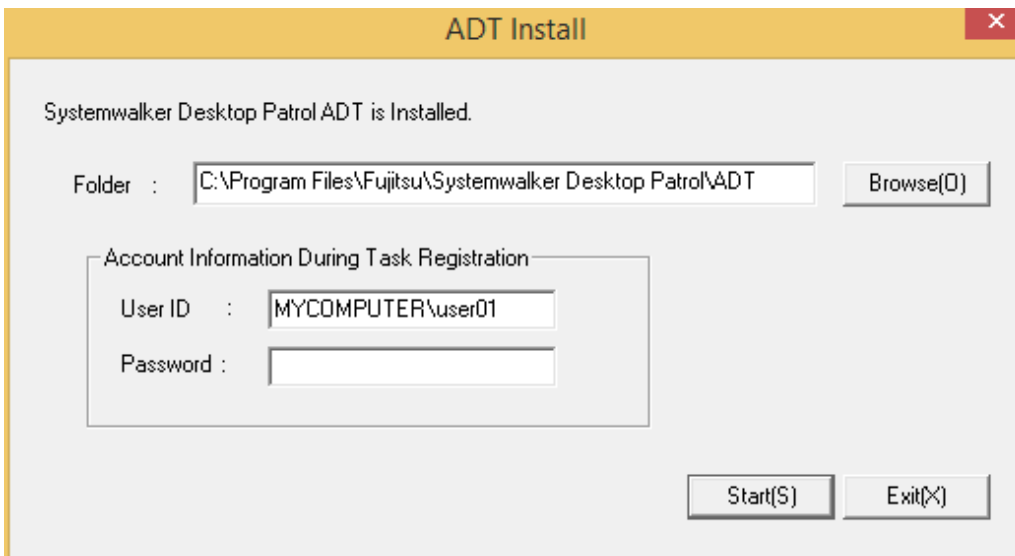 ADT Install
Systemwalker Desktop Patrol ADT is Installed.
Folder : C:\Program Files\Fujitsu\Systemwalker Desktop Patrol\ADT Browse(O)
Account Information During Task Registration
User ID : MYCOMPUTER\user01
Password :
Start(S) Exit(X)